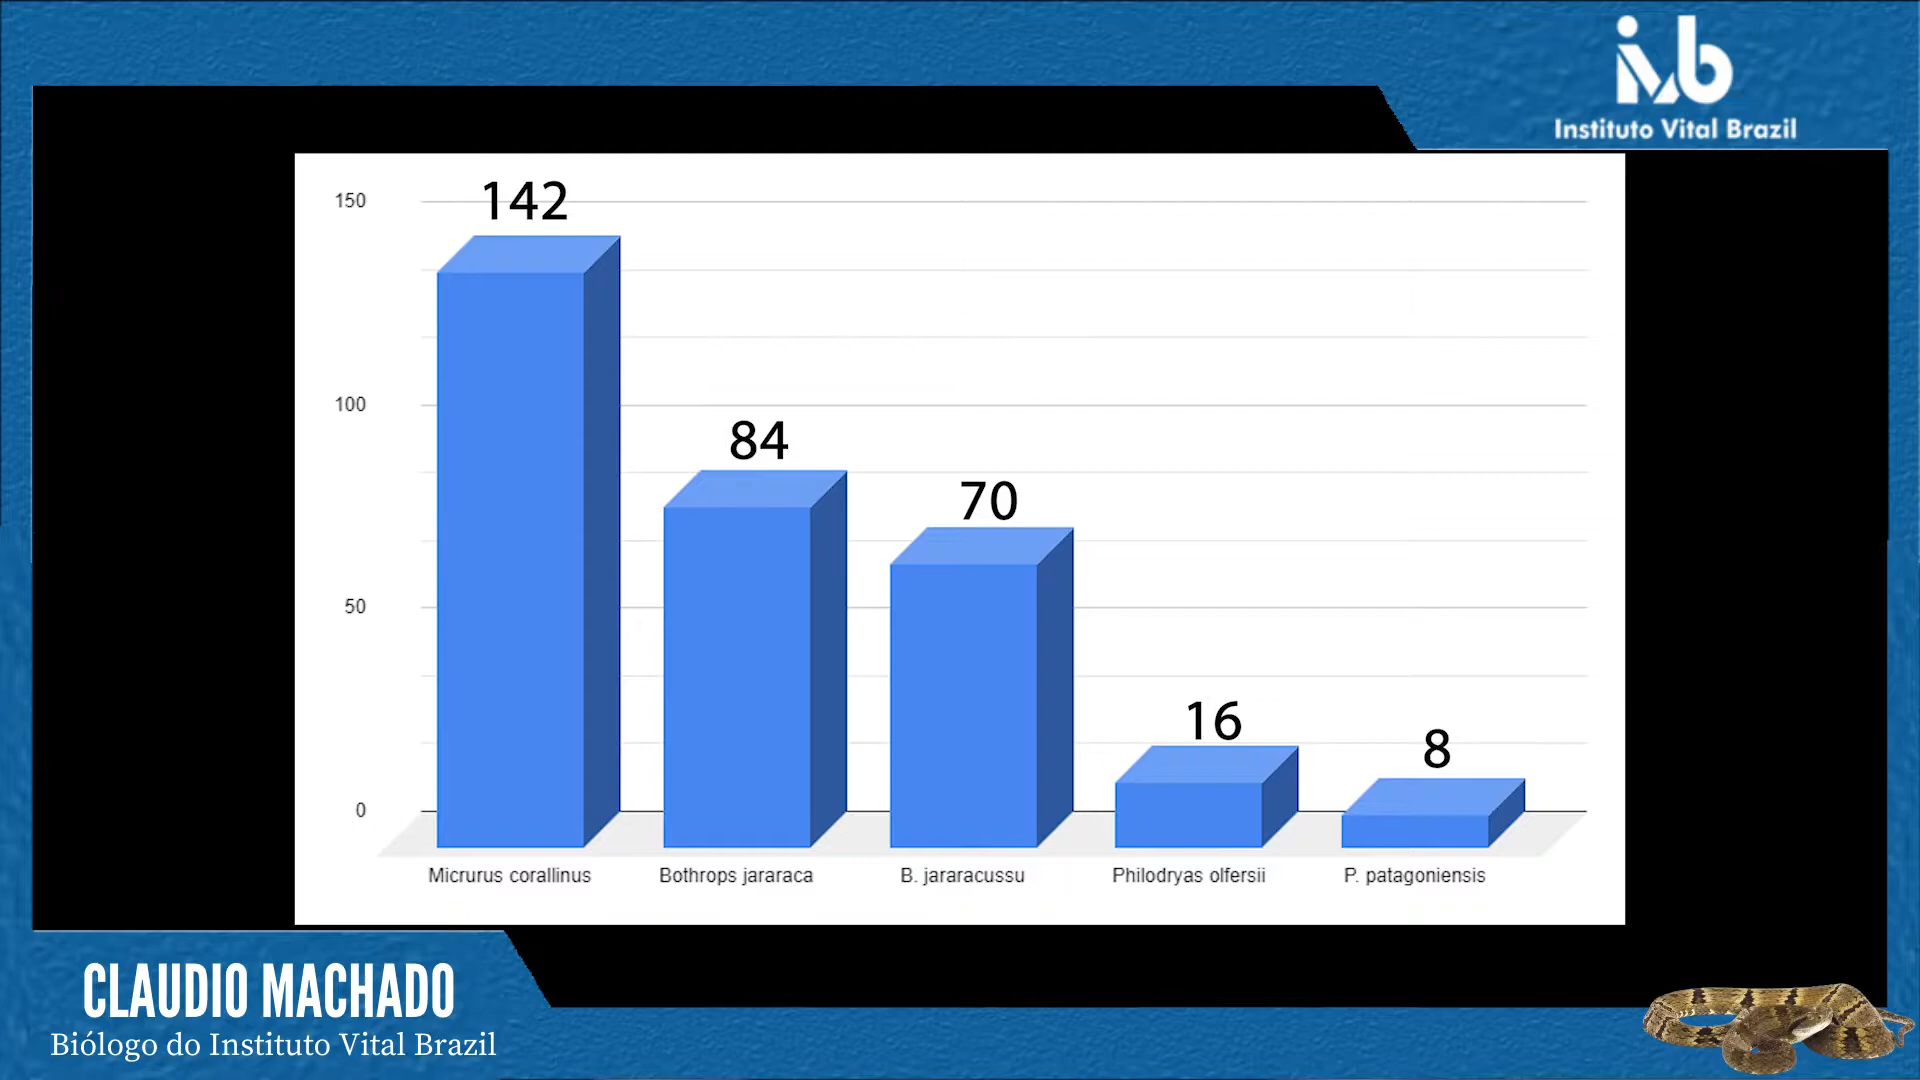 ivb
Instituto Vital Brazil
150
142
100
84
70
50
16
8
0
Micrurus corallinus
Bothrops jararaca
B. jararacussu
Philodryas olfersii
P. patagoniensis
CLAUDIO MACHADO
Biólogo do Instituto Vital Brazil